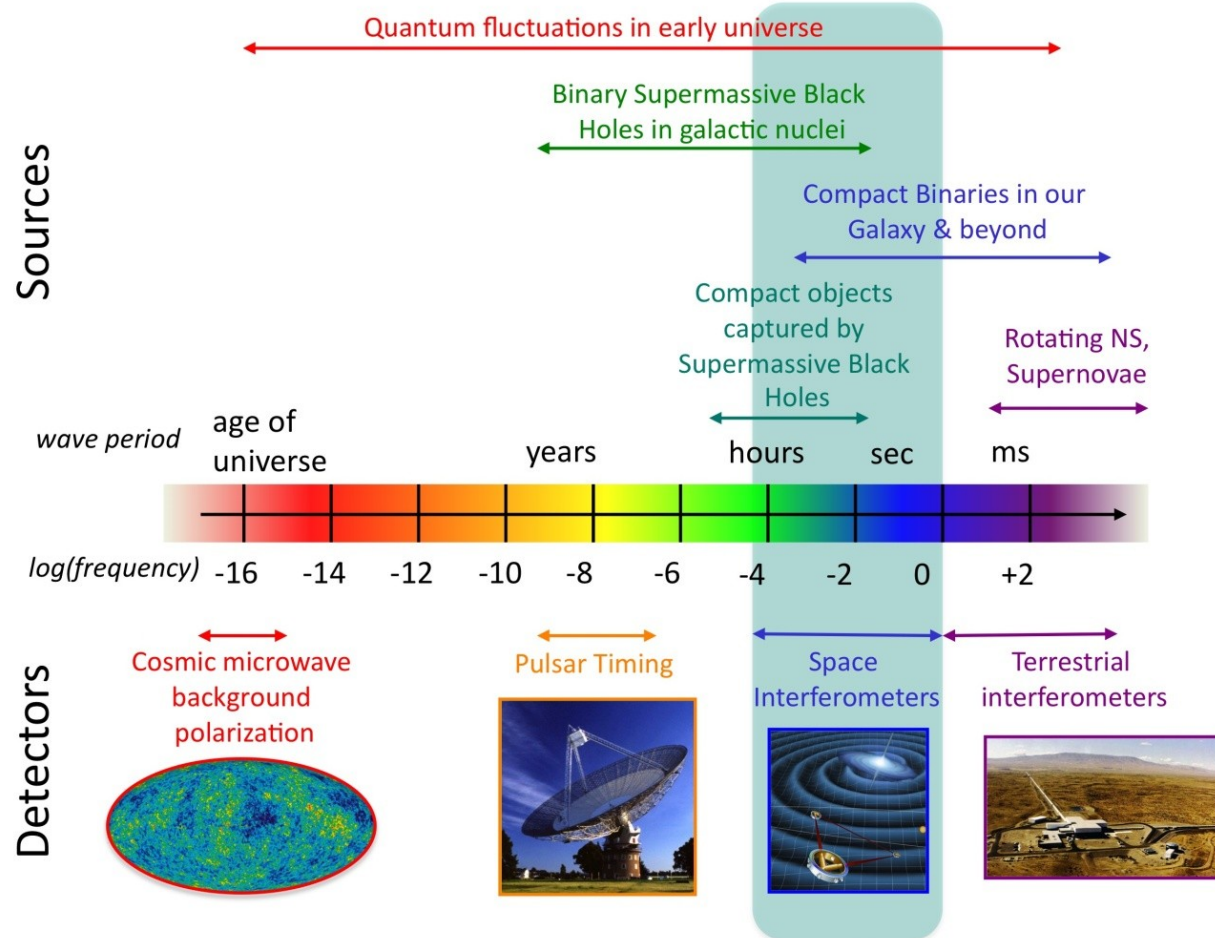 Quantum fluctuations in early universe
Binary Supermassive Black
Holes in galactic nuclei
Compact Binaries in our
Galaxy & beyond
Compact objects
captured by
Supermassive Black
Holes
Rotating NS,
Supernovae
Sources
wave period
age of
universe
years
hours
sec
ms
log(frequency)
-16
-14
-12
-10
-8
-6
-4
-2
0
+2
Detectors
Cosmic microwave
background
polarization
Pulsar Timing
Space
Interferometers
Terrestrial
interferometers